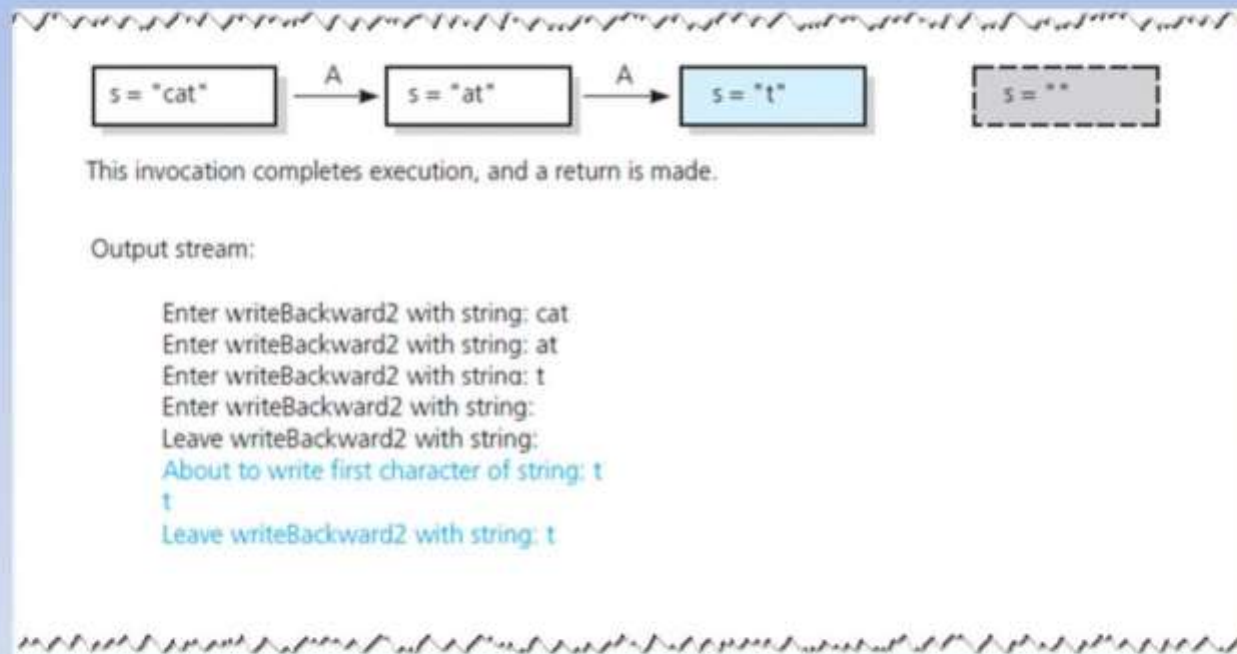 s = "cat" A s = "at" A s = "t" s = ""
This invocation completes execution, and a return is made.
Output stream:
Enter writeBackward2 with string: cat
Enter writeBackward2 with string: at
Enter writeBackward2 with string: t
Enter writeBackward2 with string:
Leave writeBackward2 with string:
About to write first character of string: t
t
Leave writeBackward2 with string: t